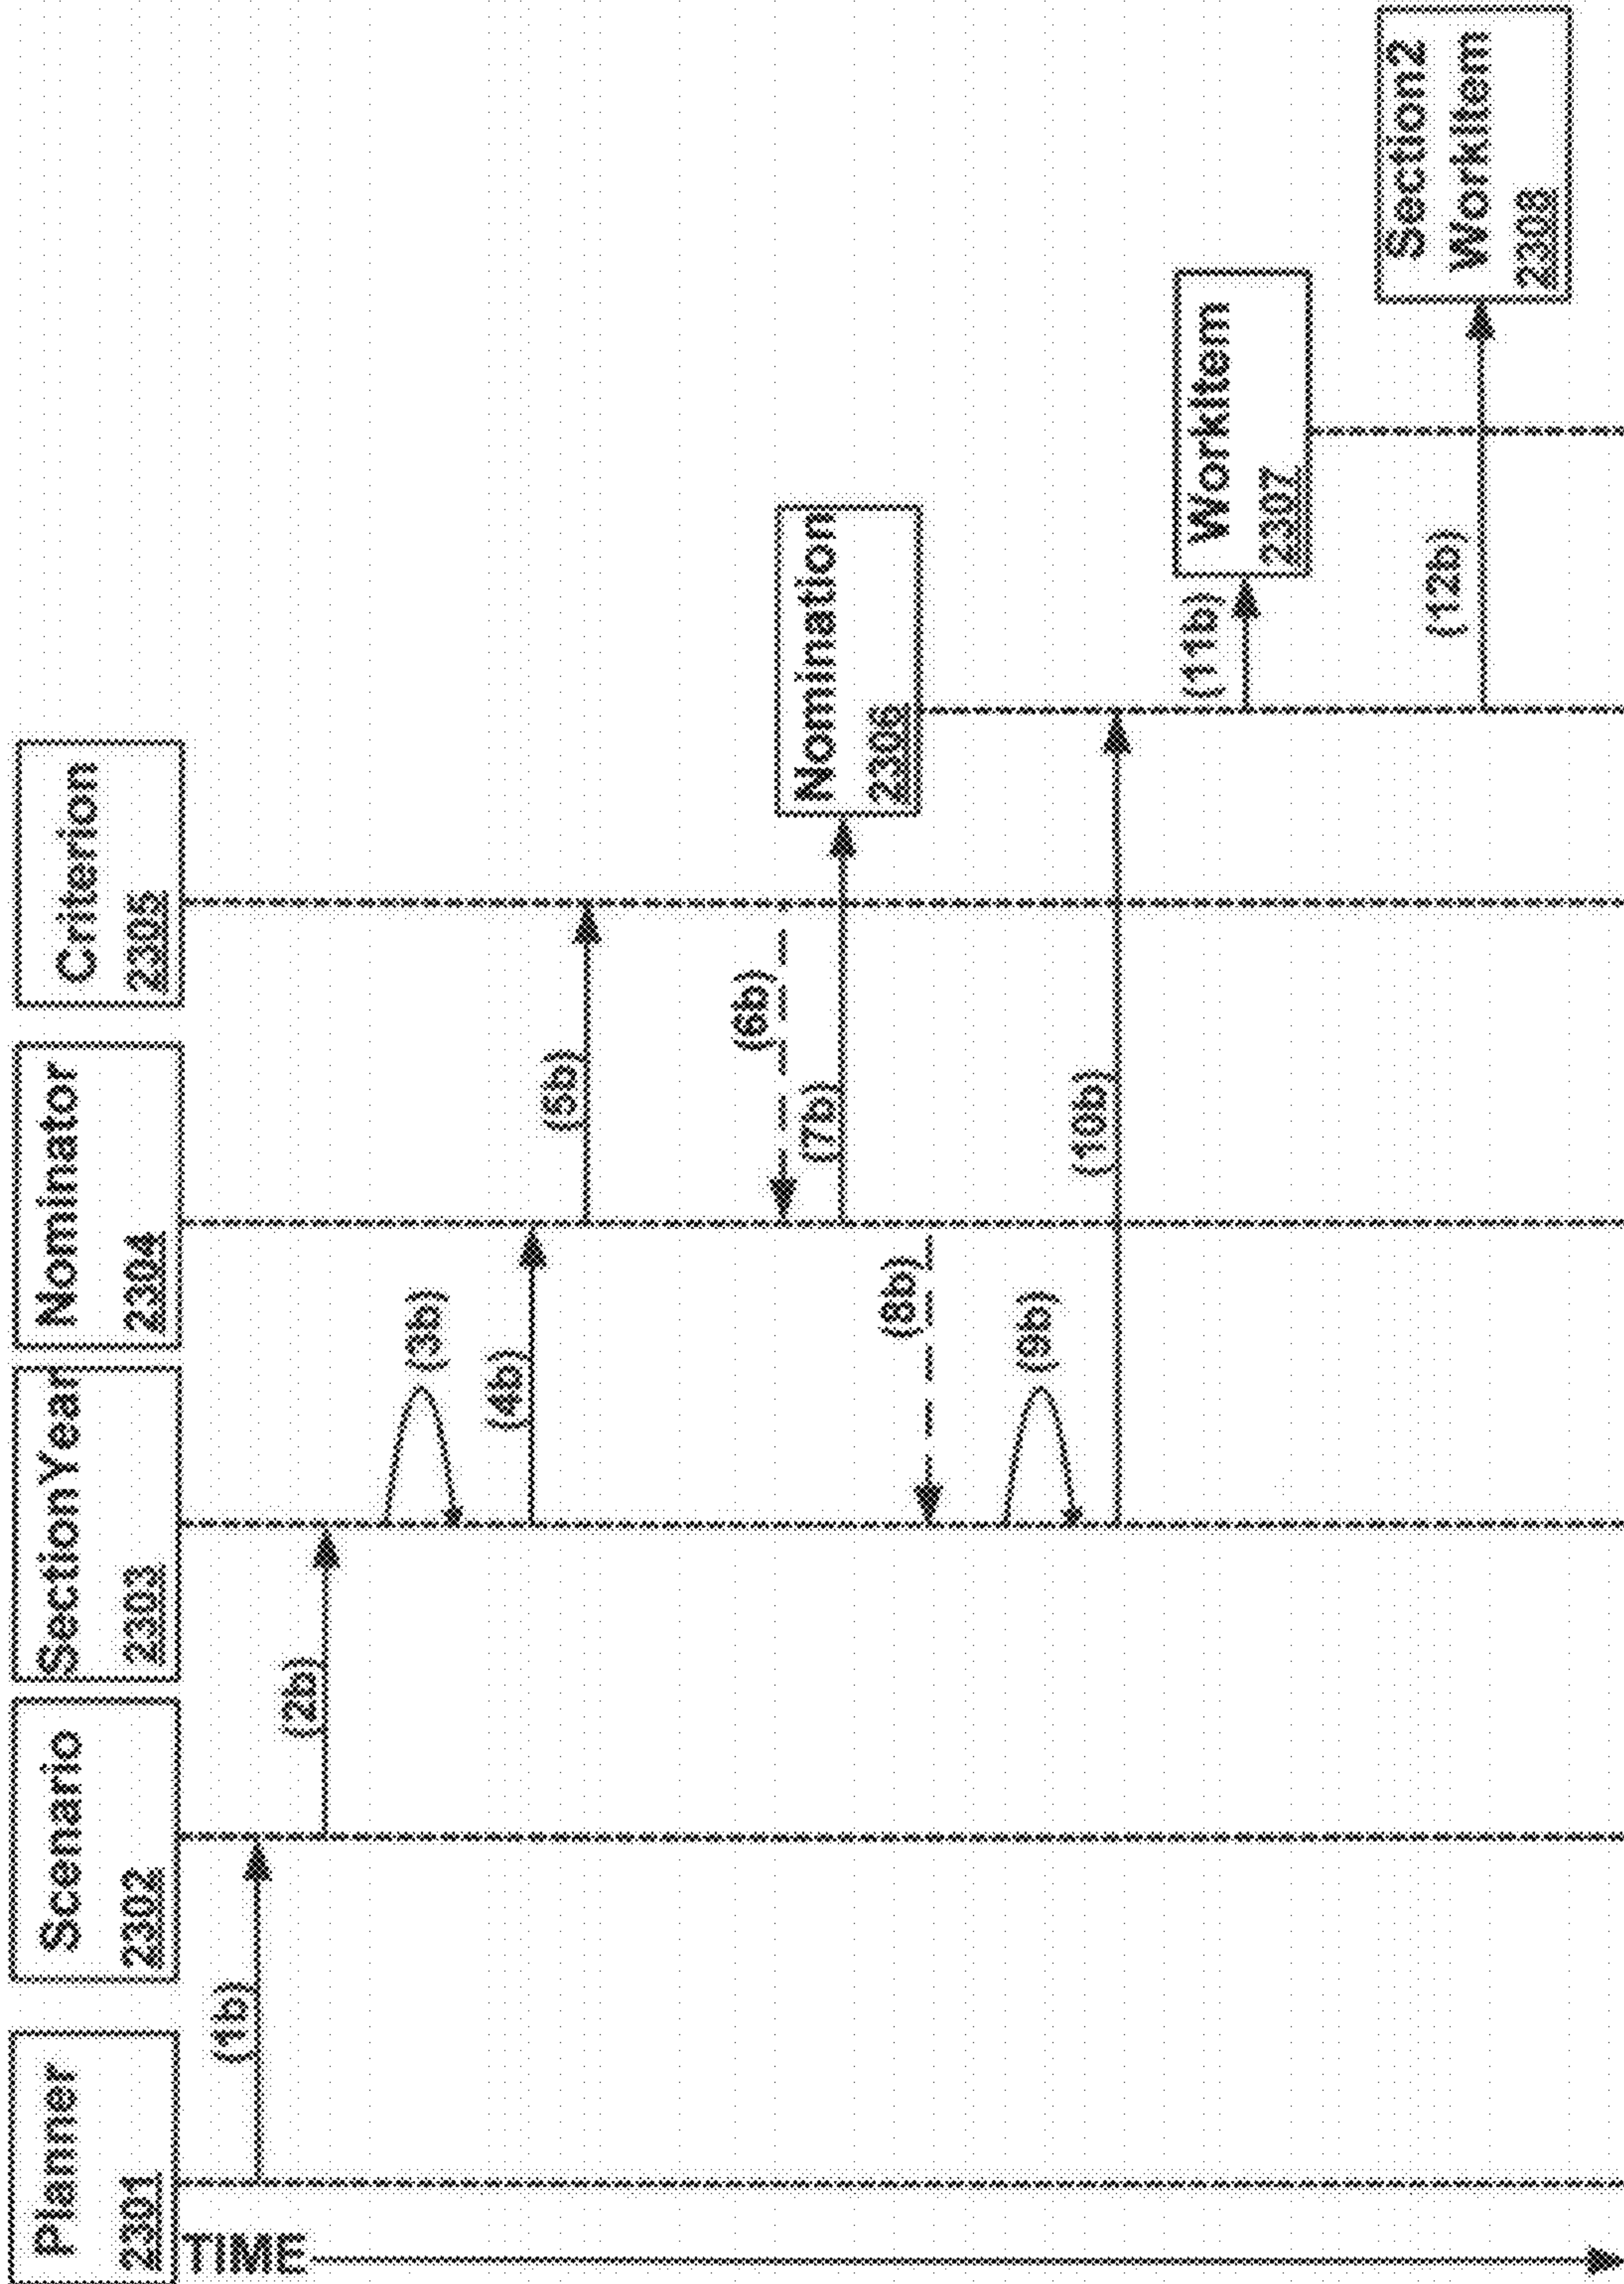 Planner
2301
Scenario
2302
SectionYear
2303
Nominator
2304
Criterion
2305
TIME
(1b)
(2b)
(3b)
(4b)
(5b)
(6b)
(7b)
Nomination
2306
(8b)
(9b)
(10b)
(11b)
WorkItem
2307
(12b)
Section2
WorkItem
2308